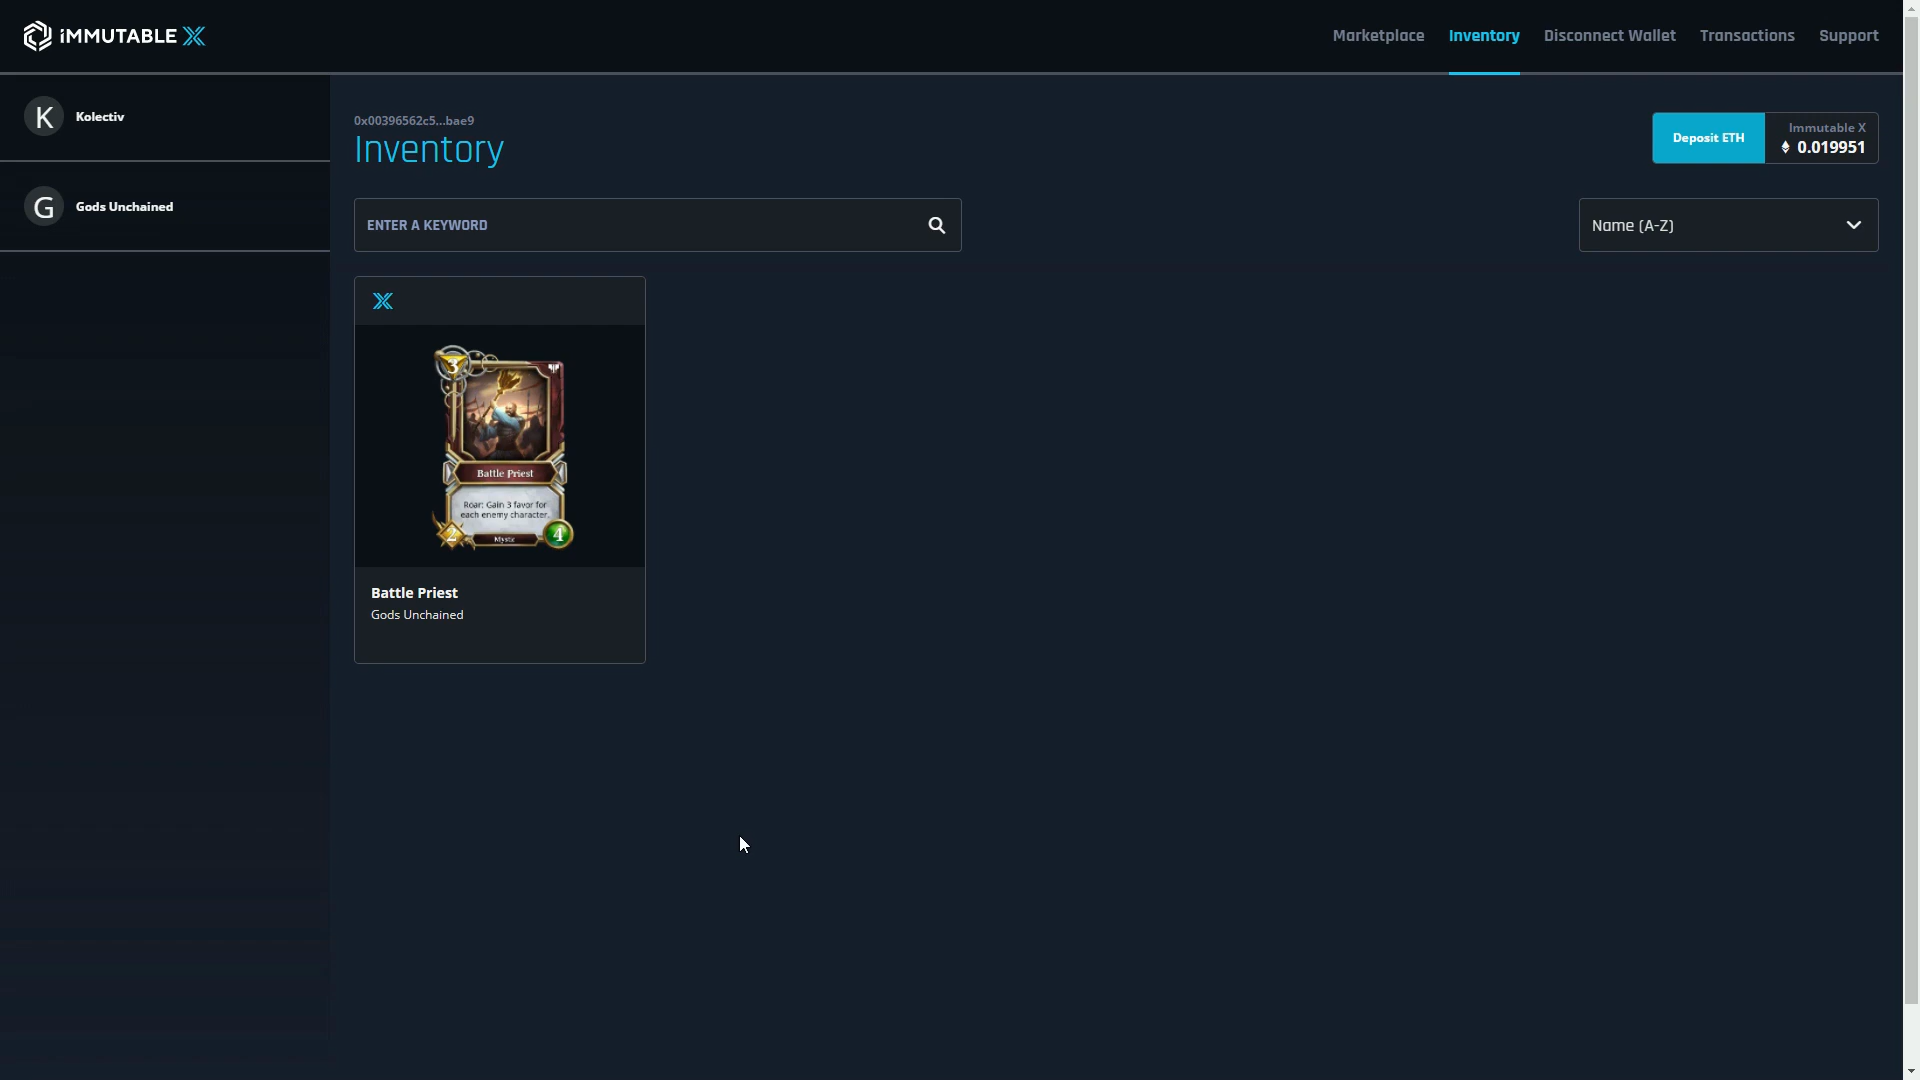 iMMUTABLE X
Marketplace
Inventory
Disconnect Wallet
Transactions
Support
K
Kolectiv
G
Gods Unchained
0x00396562c5...bae9
Inventory
Deposit ETH
Immutable X
0.019951
ENTER A KEYWORD
Name (A-Z)
3
Battle Priest
Roar: Gain 3 favor for
each enemy character.
2
Mystic
4
Battle Priest
Gods Unchained